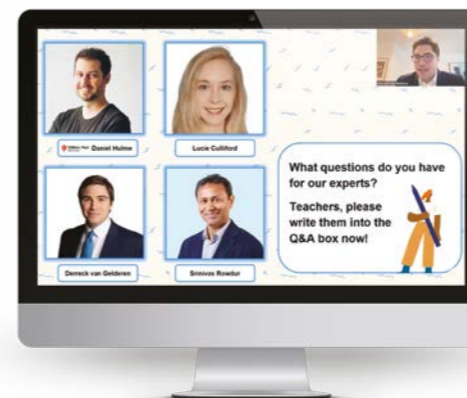 Daniel Hulme
Lucie Culliford
Derreck van Gelderen
Srinivas Rowdur
What questions do you have
for our experts?
Teachers, please
write them into the
Q&A box now!